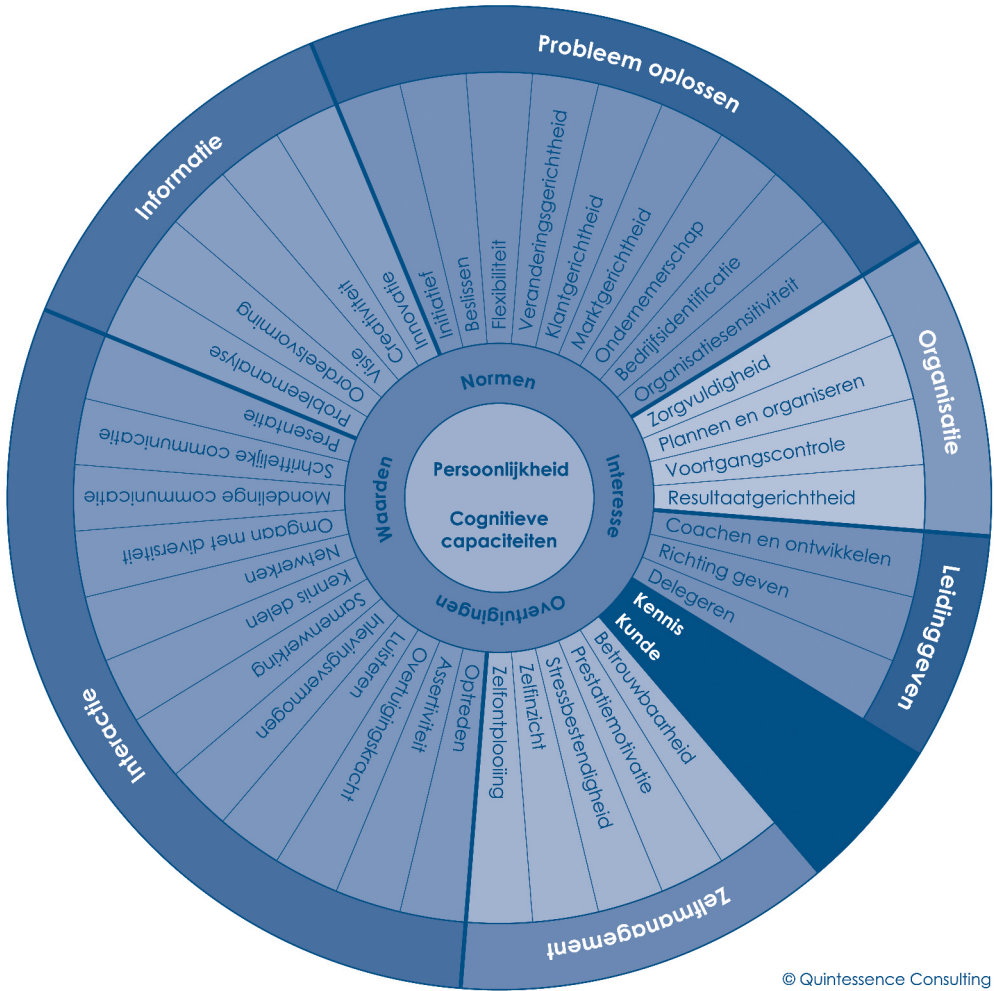 Probleem oplossen
Initiatief
Beslissen
Flexibiliteit
Veranderingsgerichtheid
Klantgerichtheid
Marktgerichtheid
Ondernemerschap
Bedrijfsidentificatie
Organisatiesensitiviteit
Organisatie
Zorgvuldigheid
Plannen en organiseren
Voortgangscontrole
Resultaatgerichtheid
Leidinggeven
Coachen en ontwikkelen
Richting geven
Delegeren
Kennis
Kunde
Zelfmanagement
Betrouwbaarheid
Prestatiemotivatie
Stressbestendigheid
Zelfinzicht
Zelfontplooiing
Interactie
Optreden
Assertiviteit
Overtuigingskracht
Luisteren
Inlevingsvermogen
Samenwerking
Kennis delen
Netwerken
Omgaan met diversiteit
Mondelinge communicatie
Schriftelijke communicatie
Presentatie
Informatie
Probleemanalyse
Oordeelsvorming
Visie
Creativiteit
Innovatie
Normen
Interesse
Overtuigingen
Waarden
Persoonlijkheid
Cognitieve
capaciteiten
© Quintessence Consulting